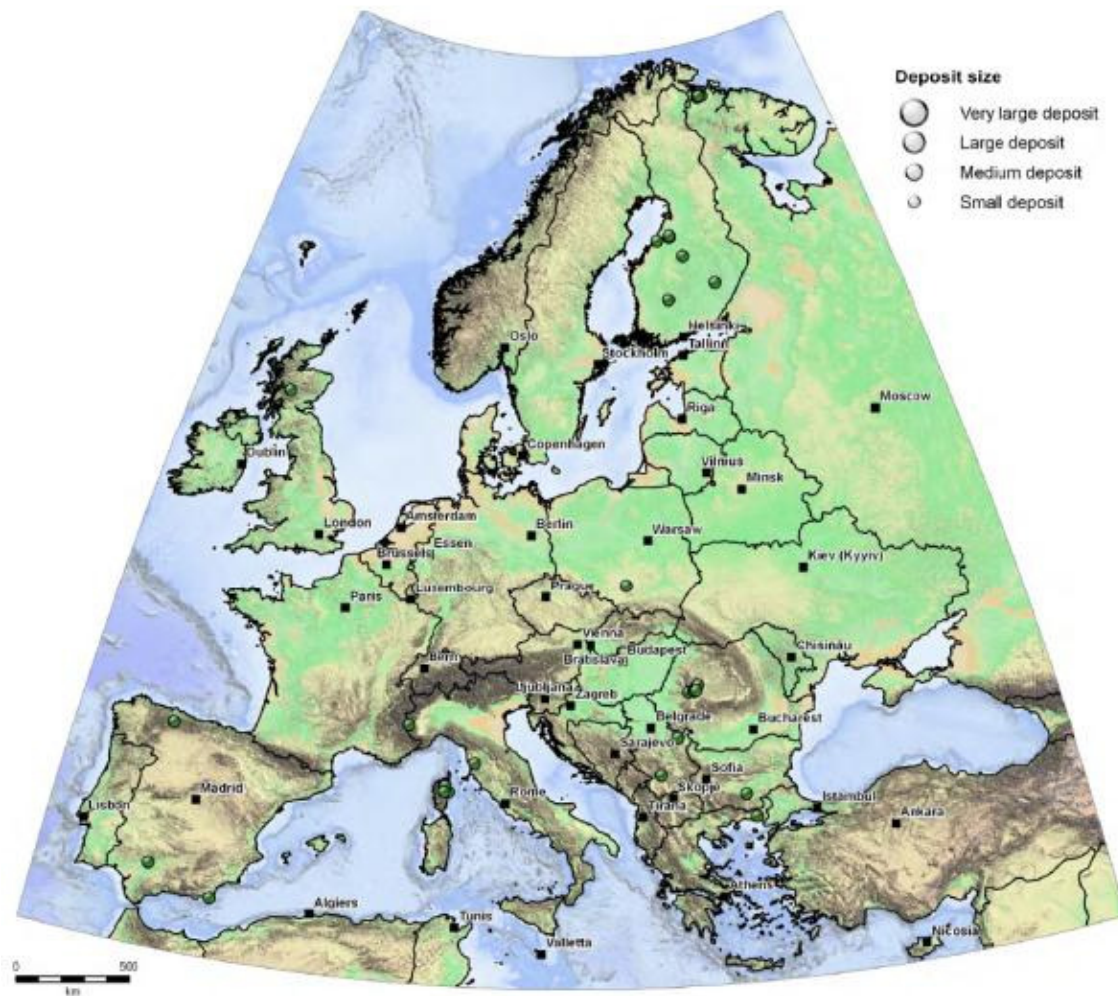 Deposit size
Very large deposit
Large deposit
Medium deposit
Small deposit
Oslo
Helsinki
Tallinn
Stockholm
Riga
Moscow
Dublin
Copenhagen
Vilnius
Minsk
London
Amsterdam
Berlin
Warsaw
Essen
Brussels
Kiev (Kyyiv)
Luxembourg
Prague
Paris
Vienna
Budapest
Bratislava
Chisinău
Bern
Ljubljana
Zagreb
Belgrade
Bucharest
Sarajevo
Sofia
Skopje
Madrid
Rome
Istambul
Lisbon
Tirana
Ankara
Athens
Algiers
Tunis
Valletta
Nicosia
0 500
km